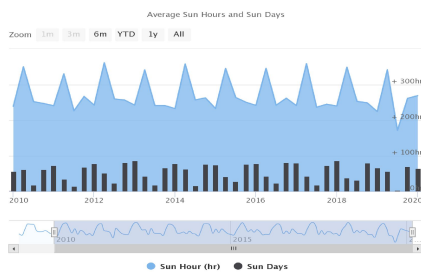 Average Sun Hours and Sun Days
Zoom 1m 3m 6m YTD 1y All
+ 300h
+ 200h
+ 100h
2010 2012 2014 2016 2018 2020
2010 2015
Sun Hour (hr) Sun Days